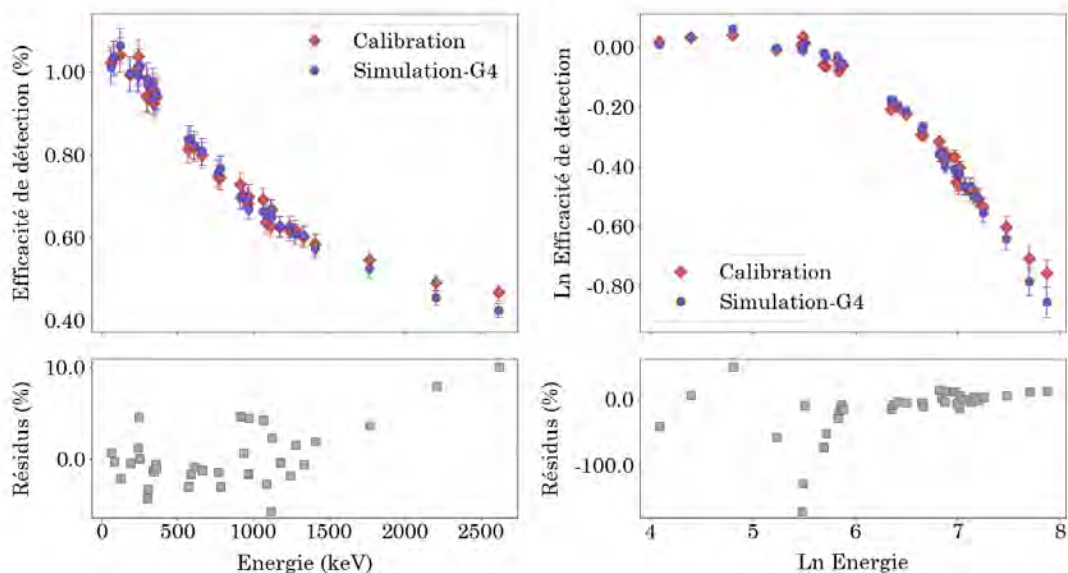 Efficacité de détection (%)
1.00
0.80
0.60
0.40
Calibration
Simulation-G4
Résidus (%)
10.0
0.0
0
500
1000
1500
2000
2500
Energie (keV)
Ln Efficacité de détection
0.00
-0.20
-0.40
-0.60
-0.80
Calibration
Simulation-G4
Résidus (%)
0.0
-100.0
4
5
6
7
8
Ln Energie